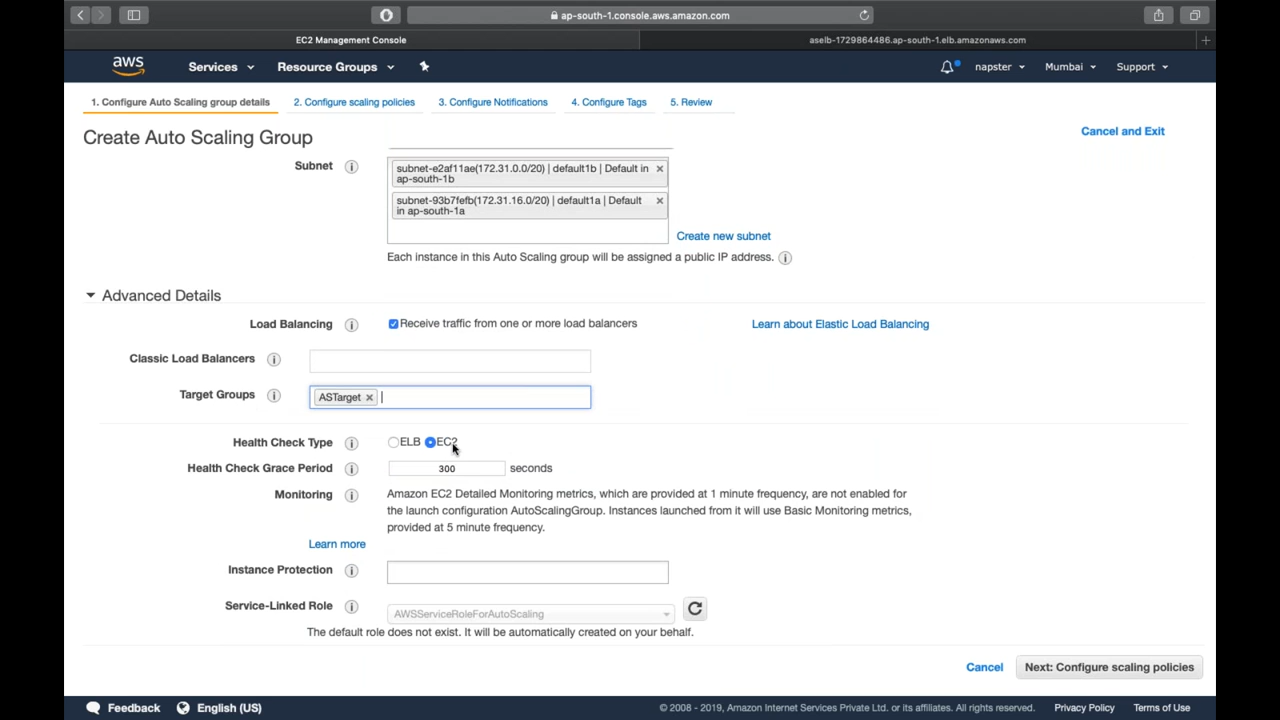 ap-south-1.console.aws.amazon.com
EC2 Management Console
aselb-1729864486.ap-south-1.elb.amazonaws.com
aws
Services
Resource Groups
napster
Mumbai
Support
1. Configure Auto Scaling group details
2. Configure scaling policies
3. Configure Notifications
4. Configure Tags
5. Review
Create Auto Scaling Group
Cancel and Exit
Subnet
subnet-e2af11ae(172.31.0.0/20) | default1b | Default in
ap-south-1b
subnet-93b7fefb(172.31.16.0/20) | default1a | Default
in ap-south-1a
Create new subnet
Each instance in this Auto Scaling group will be assigned a public IP address.
Advanced Details
Load Balancing
Receive traffic from one or more load balancers
Learn about Elastic Load Balancing
Classic Load Balancers
Target Groups
ASTarget
Health Check Type
ELB
EC2
Health Check Grace Period
300
seconds
Monitoring
Amazon EC2 Detailed Monitoring metrics, which are provided at 1 minute frequency, are not enabled for
the launch configuration AutoScalingGroup. Instances launched from it will use Basic Monitoring metrics,
provided at 5 minute frequency.
Learn more
Instance Protection
Service-Linked Role
AWSServiceRoleForAutoScaling
The default role does not exist. It will be automatically created on your behalf.
Cancel
Next: Configure scaling policies
Feedback
English (US)
© 2008 - 2019, Amazon Internet Services Private Ltd. or its affiliates. All rights reserved.
Privacy Policy
Terms of Use